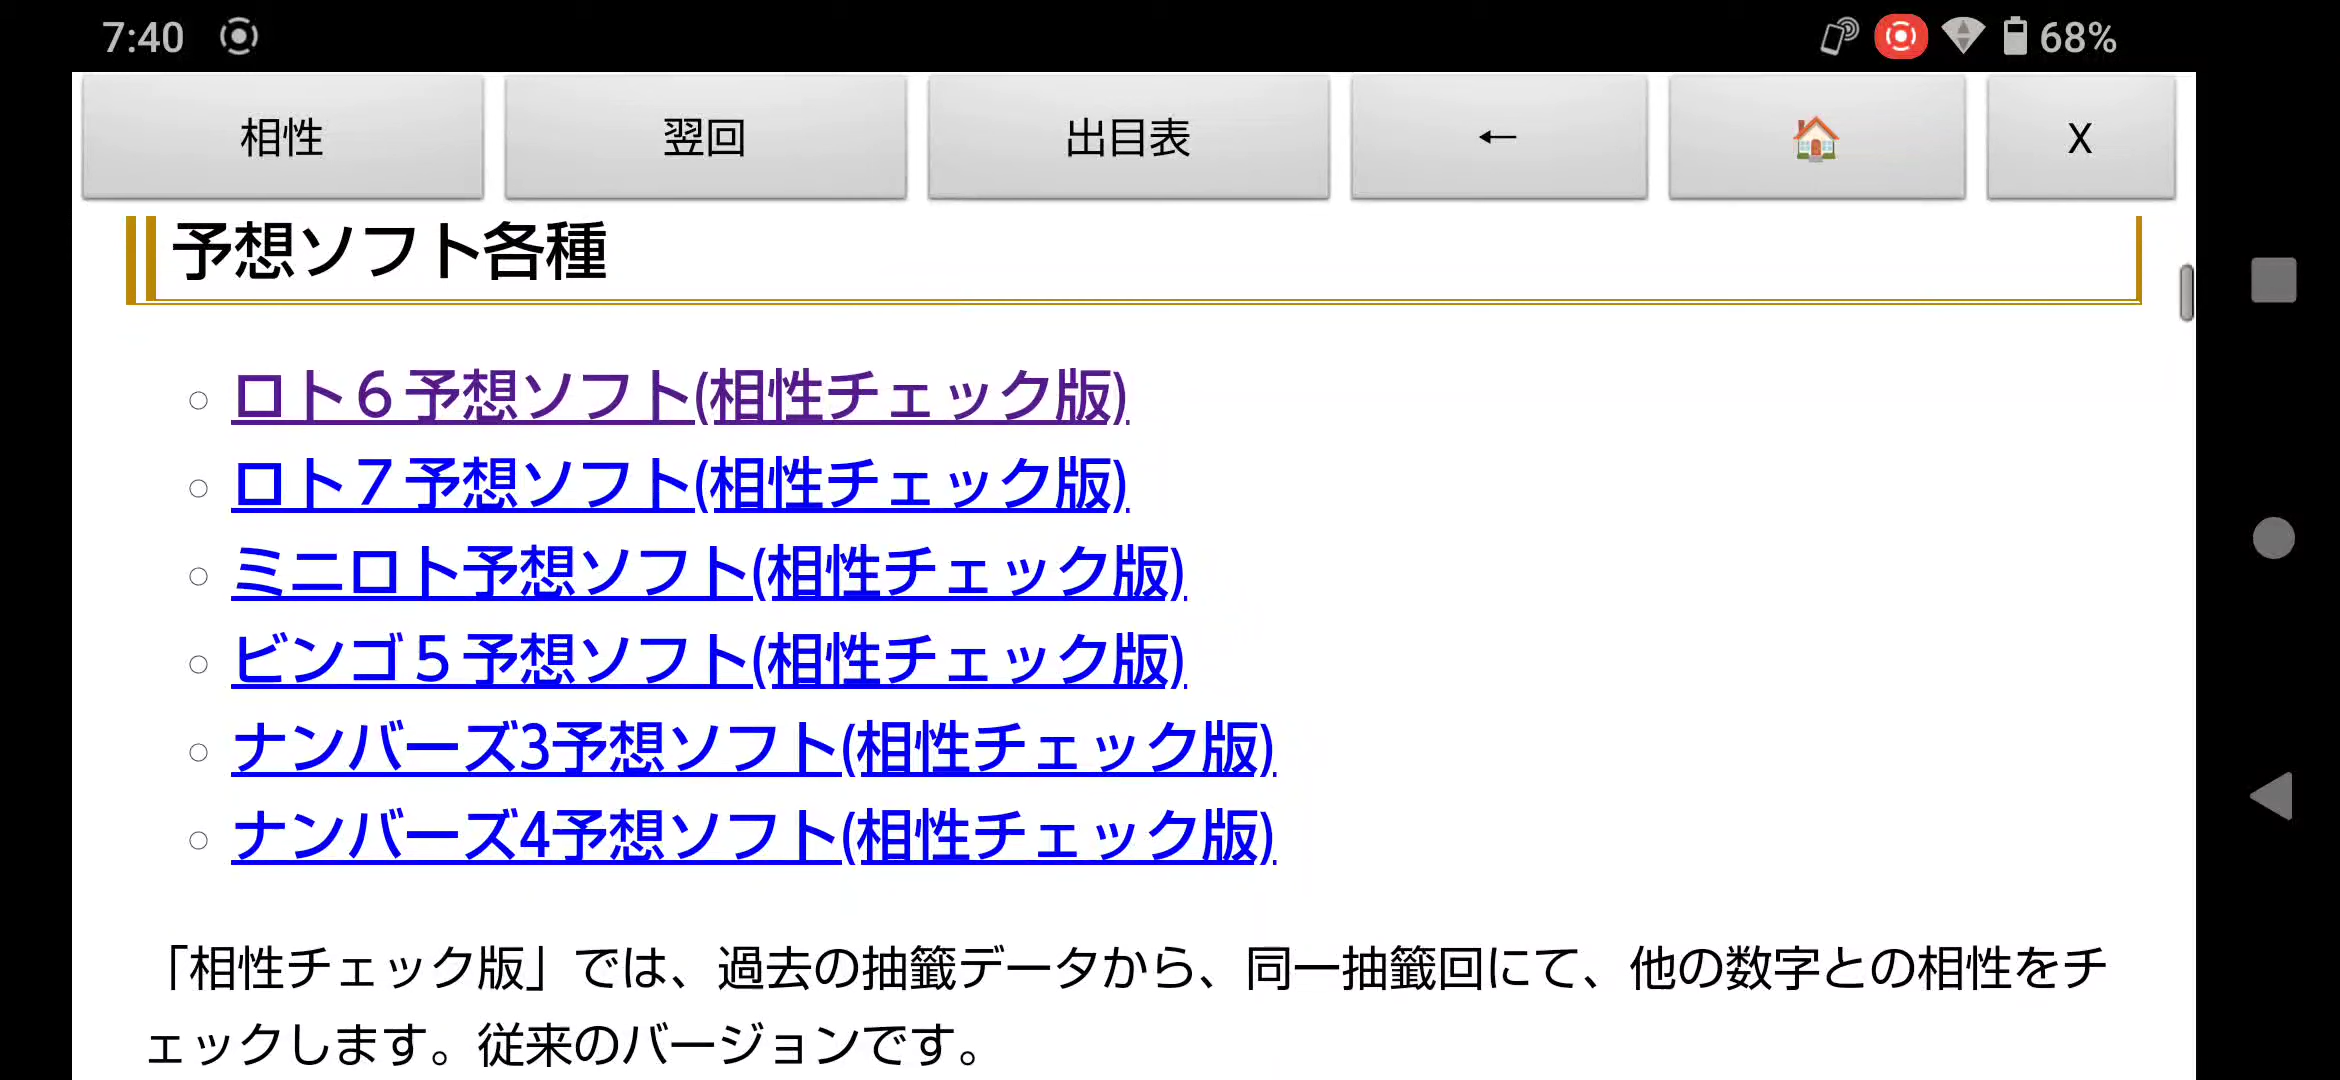 7:40 68%
相性 翌回 出目表 ← X
予想ソフト各種
ロト６予想ソフト(相性チェック版)
ロト７予想ソフト(相性チェック版)
ミニロト予想ソフト(相性チェック版)
ビンゴ５予想ソフト(相性チェック版)
ナンバーズ3予想ソフト(相性チェック版)
ナンバーズ4予想ソフト(相性チェック版)
「相性チェック版」では、過去の抽籤データから、同一抽籤回にて、他の数字との相性をチ
ェックします。従来のバージョンです。